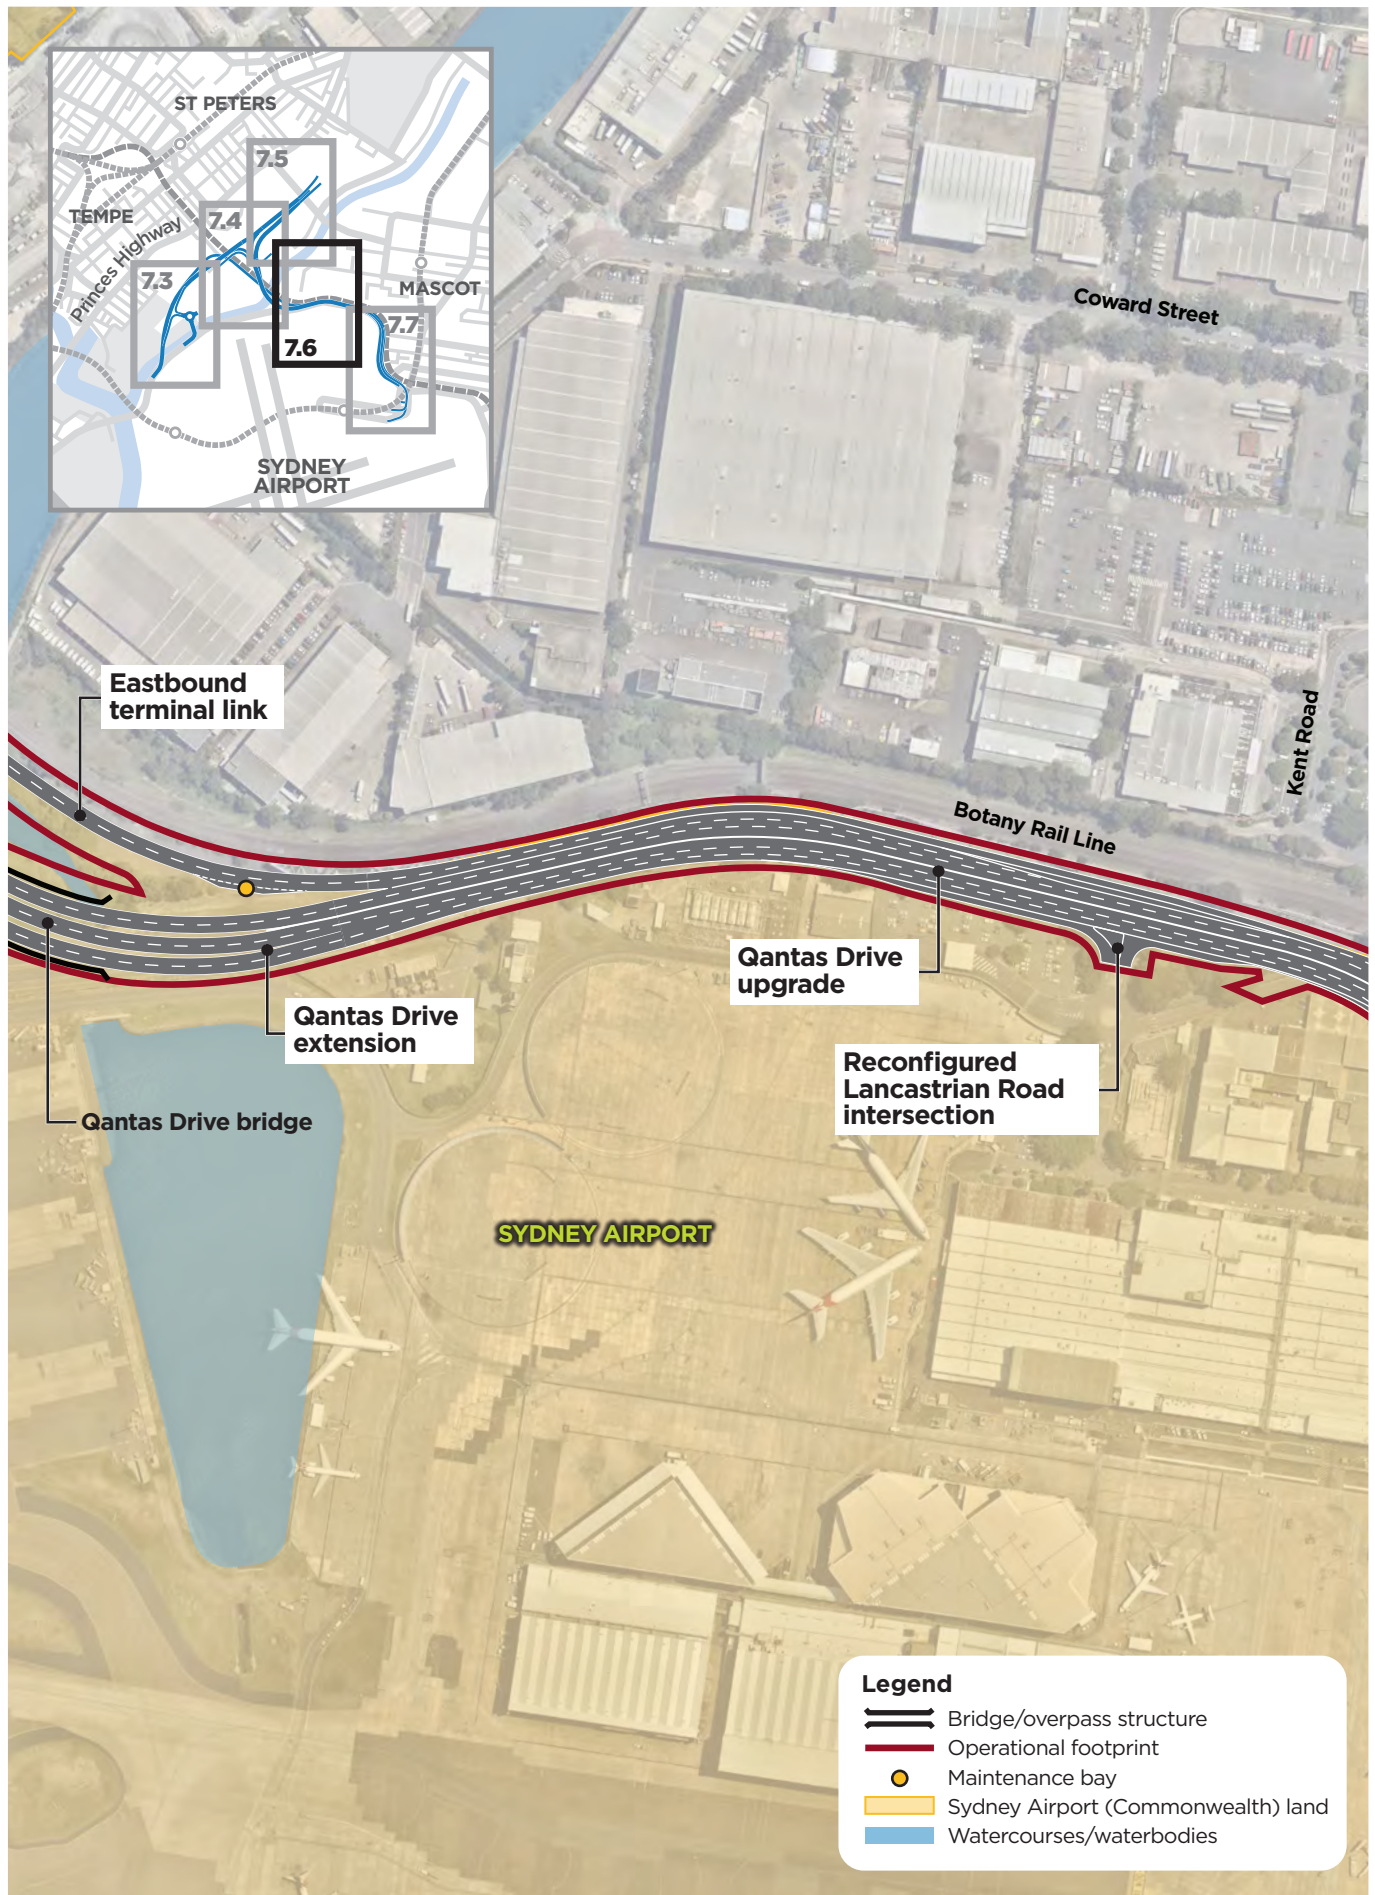 ST PETERS
7.5
TEMPE
7.4
Princes Highway
7.3
MASCOT
7.7
7.6
SYDNEY
AIRPORT
Coward Street
Eastbound
terminal link
Kent Road
Botany Rail Line
Qantas Drive
upgrade
Qantas Drive
extension
Reconfigured
Lancastrian Road
intersection
Qantas Drive bridge
SYDNEY AIRPORT
Legend
Bridge/overpass structure
Operational footprint
Maintenance bay
Sydney Airport (Commonwealth) land
Watercourses/waterbodies